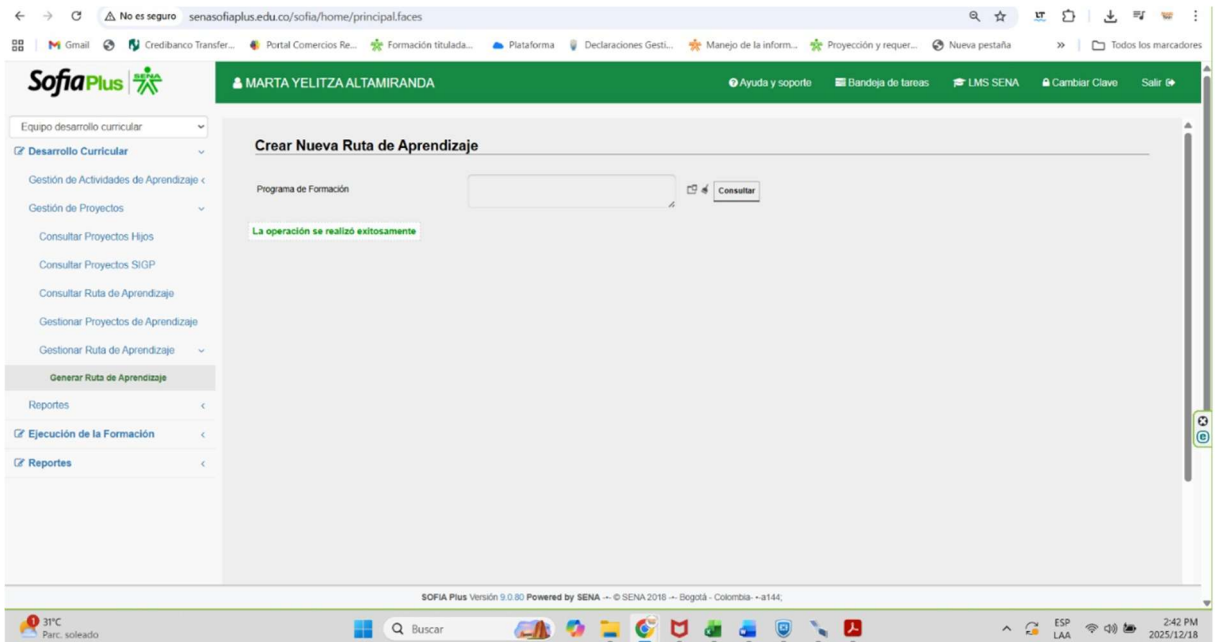 No es seguro senasofiaplus.edu.co/sofia/home/principal.faces
Gmail Credibanco Transfer... Portal Comercios Re... Formación titulada... Plataforma Declaraciones Gesti... Manejo de la inform... Proyección y requer... Nueva pestaña » Todos los marcadores
Sofia Plus SENA
MARTA YELITZA ALTAMIRANDA Ayuda y soporte Bandeja de tareas LMS SENA Cambiar Clave Salir
Equipo desarrollo curricular
Desarrollo Curricular
Gestión de Actividades de Aprendizaje
Gestión de Proyectos
Consultar Proyectos Hijos
Consultar Proyectos SIGP
Consultar Ruta de Aprendizaje
Gestionar Proyectos de Aprendizaje
Gestionar Ruta de Aprendizaje
Generar Ruta de Aprendizaje
Reportes
Ejecución de la Formación
Reportes
Crear Nueva Ruta de Aprendizaje
Programa de Formación
Consultar
La operación se realizó exitosamente
SOFIA Plus Versión 9.0.80 Powered by SENA -•- © SENA 2018 -•- Bogotá - Colombia- •-a144;
1
31°C
Parc. soleado
Buscar
ESP
LAA
2:42 PM
2025/12/18